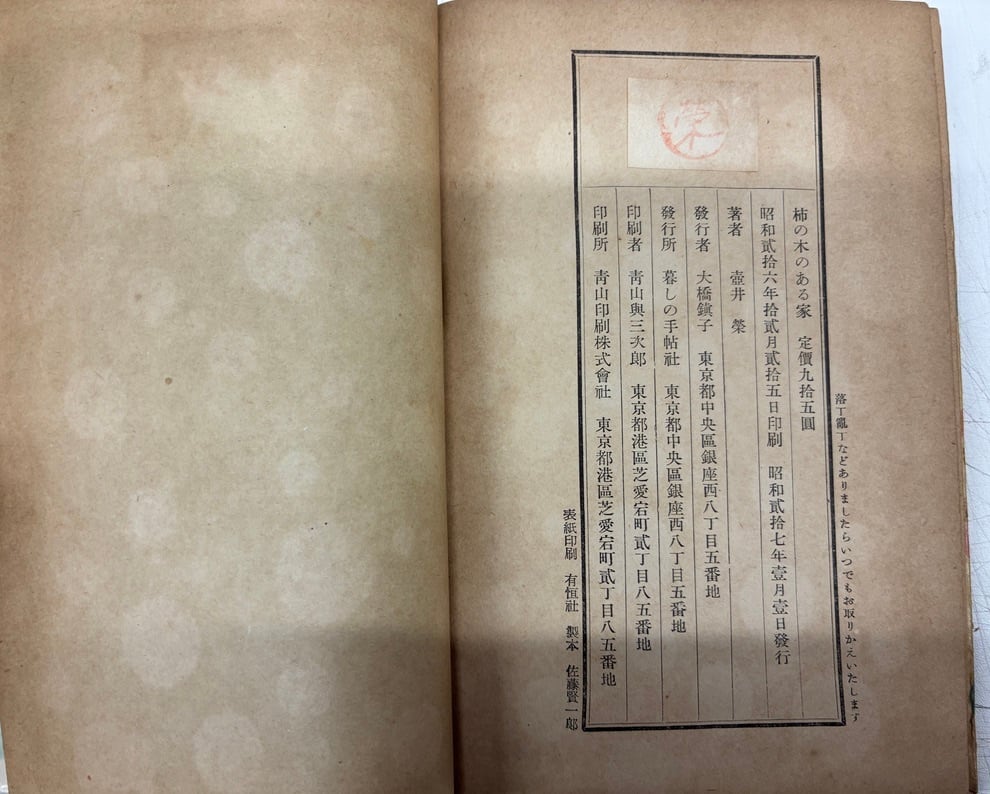 落丁亂丁などありましたらいつでもお取りかえいたします
柿の木のある家　定價九拾五圓
昭和貳拾六年拾貳月貳拾五日印刷　昭和貳拾七年壹月壹日發行
著者　壺井　榮
發行者　大橋鎭子　東京都中央區銀座西八丁目五番地
發行所　暮しの手帖社　東京都中央區銀座西八丁目五番地
印刷者　靑山與三次郞　東京都港區芝愛宕町貳丁目八五番地
印刷所　靑山印刷株式會社　東京都港區芝愛宕町貳丁目八五番地
表紙印刷　有恒社　製本　佐藤賢一郞
榮